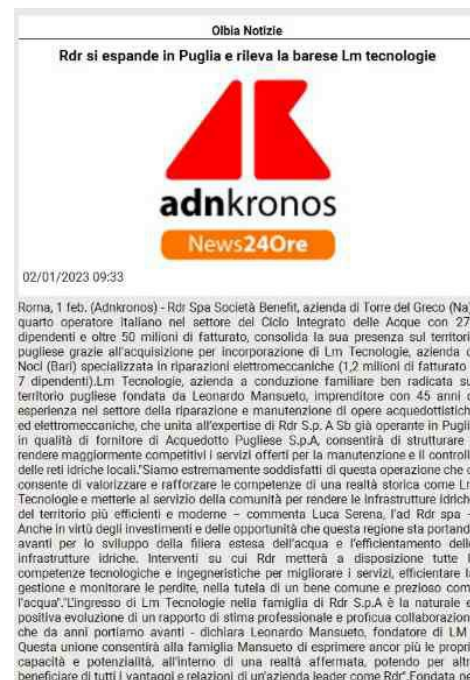 Olbia Notizie
Rdr si espande in Puglia e rileva la barese Lm tecnologie
adnkronos
News24Ore
02/01/2023 09:33
Roma, 1 feb. (Adnkronos) - Rdr Spa Società Benefit, azienda di Torre del Greco (Na)
quarto operatore italiano nel settore del Ciclo Integrato delle Acque con 27
dipendenti e oltre 50 milioni di fatturato, consolida la sua presenza sul territori
pugliese grazie all'acquisizione per incorporazione di Lm Tecnologie, azienda d
Noci (Bari) specializzata in riparazioni elettromeccaniche (1,2 milioni di fatturato
7 dipendenti).Lm Tecnologie, azienda a conduzione familiare ben radicata su
territorio pugliese fondata da Leonardo Mansueto, imprenditore con 45 anni d
esperienza nel settore della riparazione e manutenzione di opere acquedottistich
ed elettromeccaniche, che unita all'expertise di Rdr S.p. A Sb già operante in Pugli
in qualità di fornitore di Acquedotto Pugliese S.p.A, consentirà di strutturare
rendere maggiormente competitivi i servizi offerti per la manutenzione e il controll
delle reti idriche locali."Siamo estremamente soddisfatti di questa operazione che c
consente di valorizzare e rafforzare le competenze di una realtà storica come Lr
Tecnologie e metterle al servizio della comunità per rendere le infrastrutture idrich
del territorio più efficienti e moderne – commenta Luca Serena, l'ad Rdr spa -
Anche in virtù degli investimenti e delle opportunità che questa regione sta portand
avanti per lo sviluppo della filiera estesa dell'acqua e l'efficientamento dell
infrastrutture idriche. Interventi su cui Rdr metterà a disposizione tutte l
competenze tecnologiche e ingegneristiche per migliorare i servizi, efficientare l
gestione e monitorare le perdite, nella tutela di un bene comune e prezioso com
l'acqua"."L'ingresso di Lm Tecnologie nella famiglia di Rdr S.p.A è la naturale e
positiva evoluzione di un rapporto di stima professionale e proficua collaborazion
che da anni portiamo avanti - dichiara Leonardo Mansueto, fondatore di LM
Questa unione consentirà alla famiglia Mansueto di esprimere ancor più le propri
capacità e potenzialità, all'interno di una realtà affermata, potendo per altr
beneficiare di tutti i vantaggi e relazioni di un'azienda leader come Rdr".Fondata ne